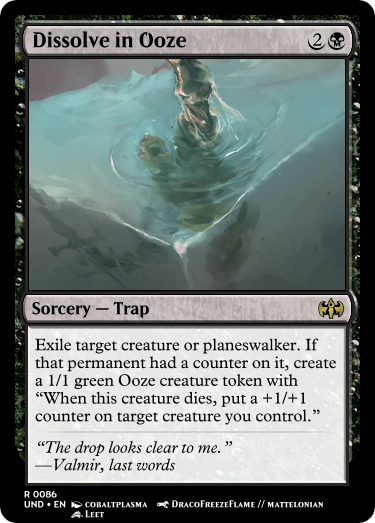 Dissolve in Ooze 2
Sorcery — Trap
Exile target creature or planeswalker. If
that permanent had a counter on it, create
a 1/1 green Ooze creature token with
“When this creature dies, put a +1/+1
counter on target creature you control.”
“The drop looks clear to me.”
—Valmir, last words
R 0086
UND • EN cobaltplasma DracoFreezeFlame // mattelonian
Leet